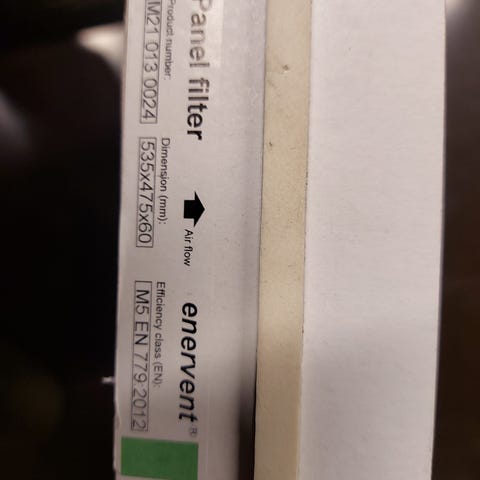 Panel filter
Air flow
enervent®
Product number:
M21 013 0024
Dimension (mm):
535x475x60
Efficiency class (EN):
M5 EN 779:2012